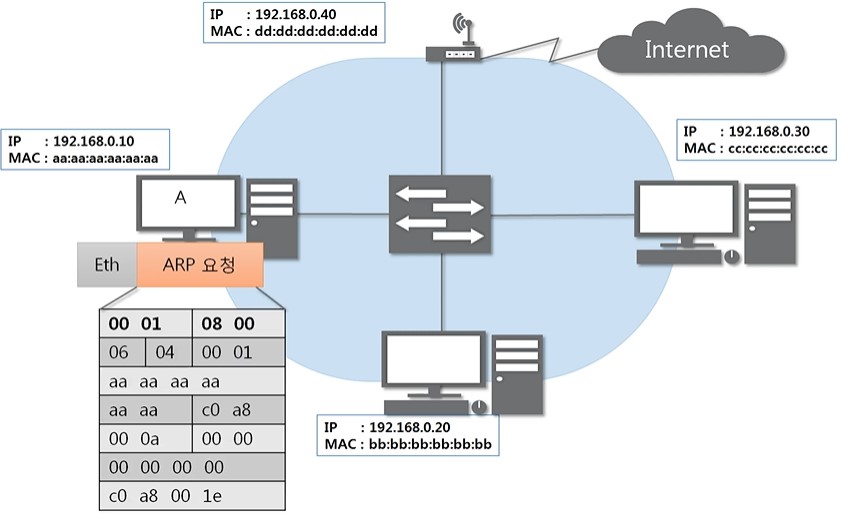 IP : 192.168.0.40
MAC : dd:dd:dd:dd:dd:dd
Internet
IP : 192.168.0.10
MAC : aa:aa:aa:aa:aa:aa
IP : 192.168.0.30
MAC : cc:cc:cc:cc:cc:cc
A
Eth ARP 요청
00 01 08 00
06 04 00 01
aa aa aa aa
aa aa c0 a8
00 0a 00 00
00 00 00 00
c0 a8 00 1e
IP : 192.168.0.20
MAC : bb:bb:bb:bb:bb:bb